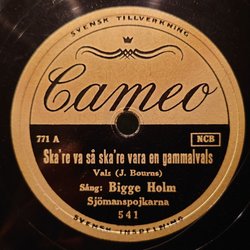 SVENSK TILLVERKNING
Cameo
771 A
NCB
Ska're va så ska're vara en gammalvals
Vals (J. Bourns)
Sång: Bigge Holm
Sjömanspojkarna
541
SVENSK INSPELNING